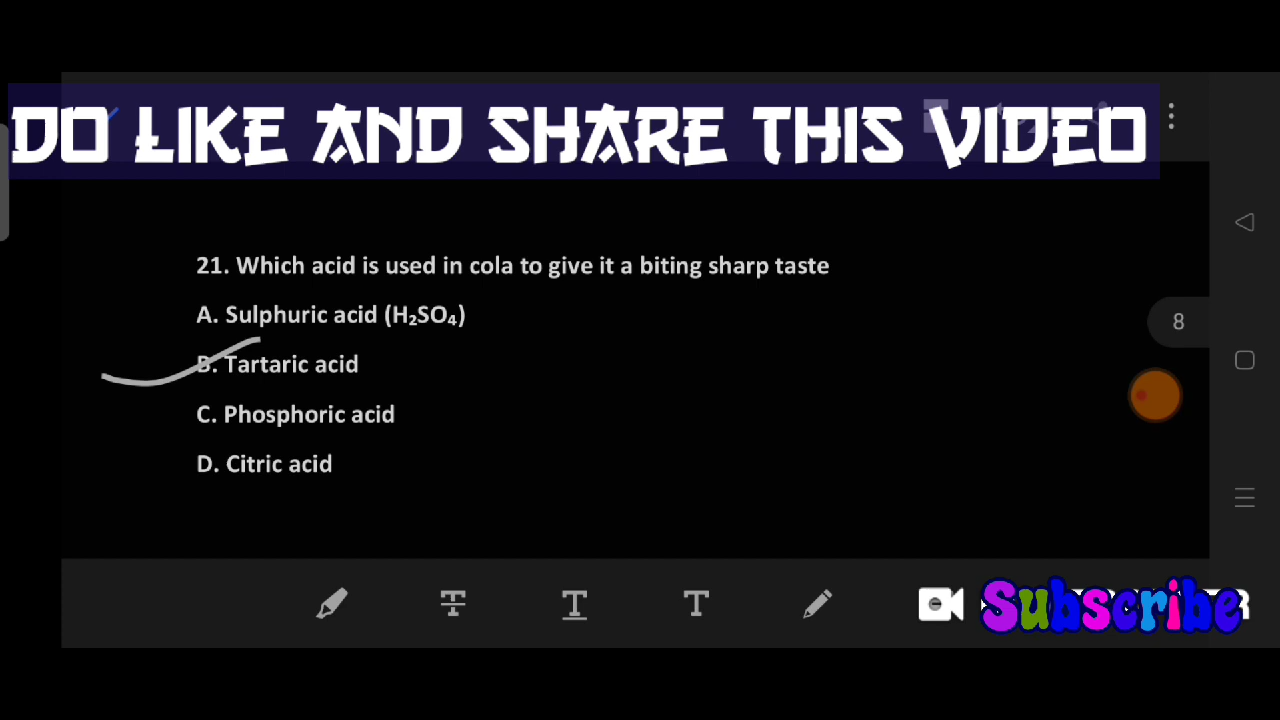 DO LIKE AND SHARE THIS VIDEO
21. Which acid is used in cola to give it a biting sharp taste
A. Sulphuric acid (H₂SO₄)
B. Tartaric acid
8
C. Phosphoric acid
D. Citric acid
T
T
T
Subscribe